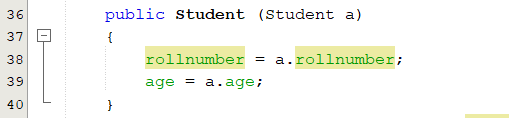 36 public Student (Student a)
37 {
38 rollnumber = a.rollnumber;
39 age = a.age;
40 }